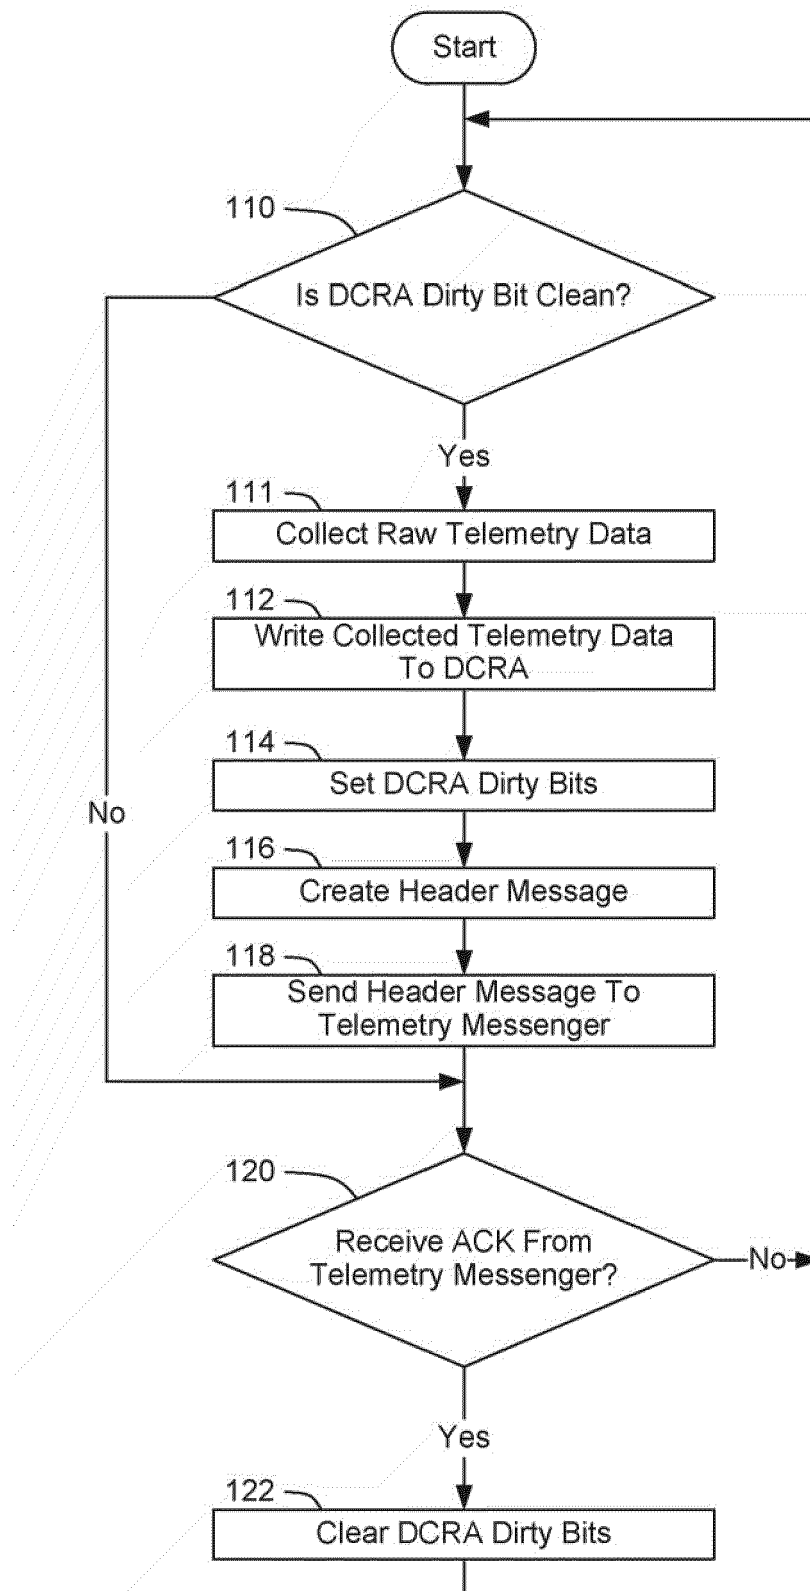 Start
110
Is DCRA Dirty Bit Clean?
Yes
111
Collect Raw Telemetry Data
112
Write Collected Telemetry Data
To DCRA
114
Set DCRA Dirty Bits
No
116
Create Header Message
118
Send Header Message To
Telemetry Messenger
120
Receive ACK From
Telemetry Messenger?
No
Yes
122
Clear DCRA Dirty Bits